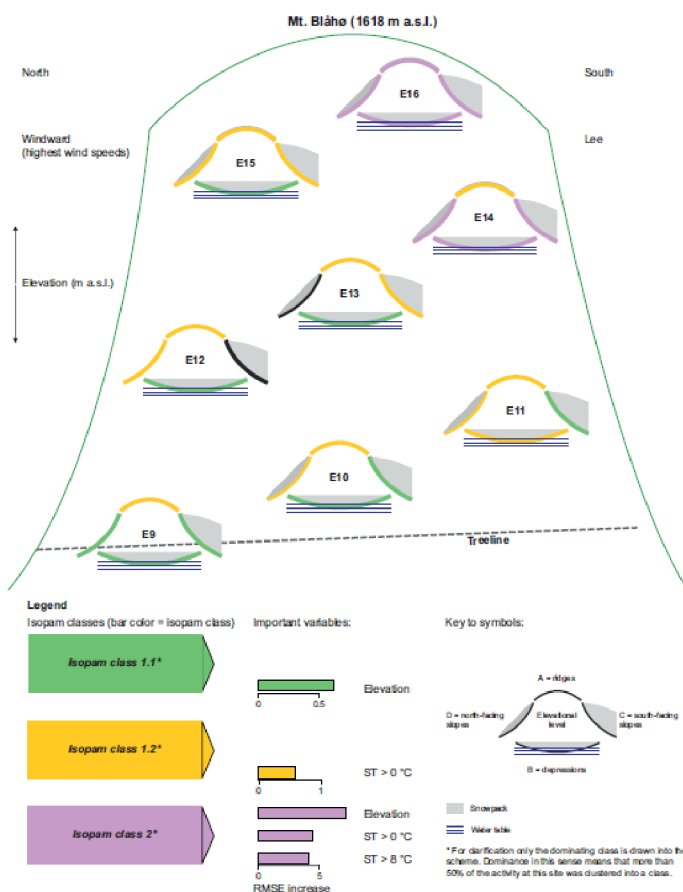 Mt. Blåhø (1618 m a.s.l.)
North
South
E16
Windward
(highest wind speeds)
Lee
E15
E14
Elevation (m a.s.l.)
E13
E12
E11
E10
E9
Treeline
Legend
Isopam classes (bar color = isopam class)
Important variables:
Key to symbols:
Isopam class 1.1*
Elevation
0
0.5
A = ridges
D = north-facing
slopes
Elevational
level
C = south-facing
slopes
B = depressions
Isopam class 1.2*
ST > 0 °C
0
1
Isopam class 2*
Elevation
ST > 0°C
ST > 8 °C
0
5
RMSE increase
Snowpack
Water table
* For clarification only the dominating class is drawn into the
scheme. Dominance in this sense means that more than
50% of the activity at this site was clustered into a class.